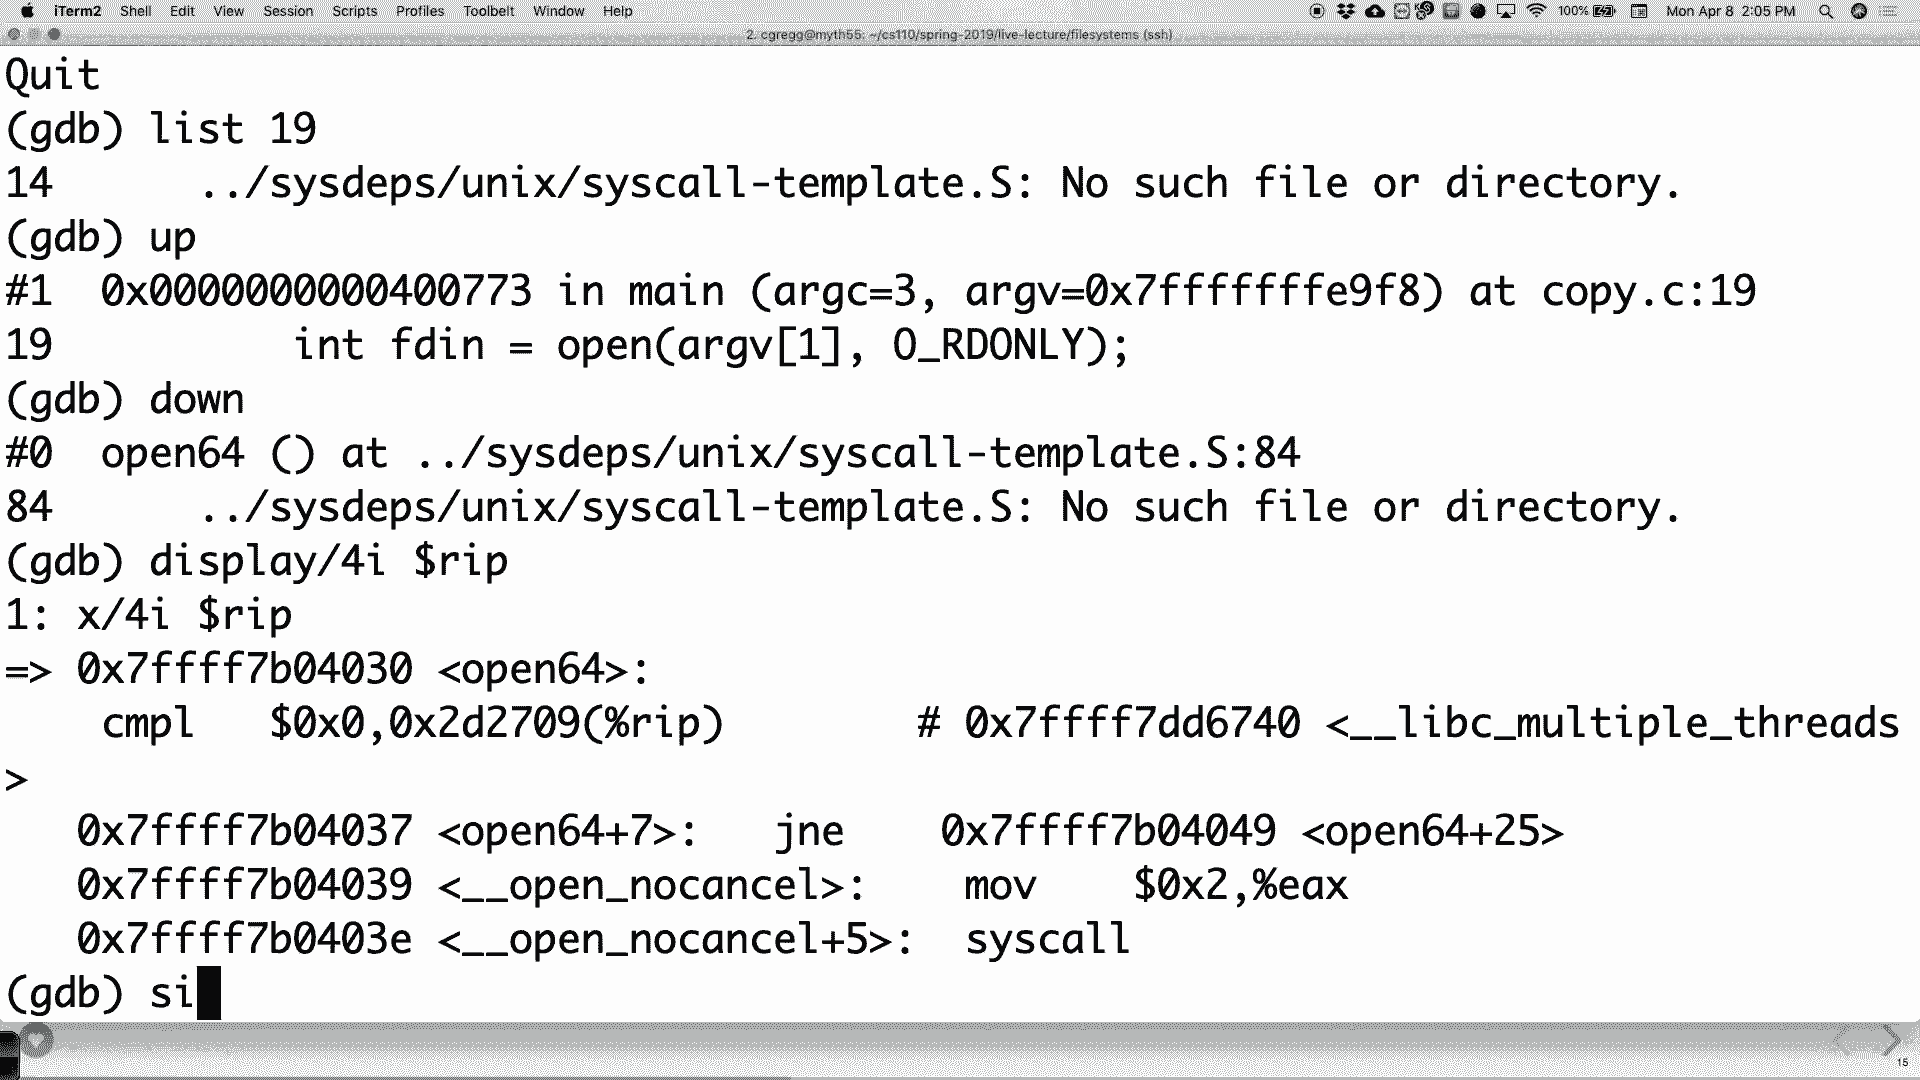 iTerm2 Shell Edit View Session Scripts Profiles Toolbelt Window Help 100% Mon Apr 8 2:05 PM
2. cgregg@myth55: ~/cs110/spring-2019/live-lecture/filesystems (ssh)
Quit
(gdb) list 19
14      ../sysdeps/unix/syscall-template.S: No such file or directory.
(gdb) up
#1  0x0000000000400773 in main (argc=3, argv=0x7fffffffe9f8) at copy.c:19
19          int fdin = open(argv[1], O_RDONLY);
(gdb) down
#0  open64 () at ../sysdeps/unix/syscall-template.S:84
84      ../sysdeps/unix/syscall-template.S: No such file or directory.
(gdb) display/4i $rip
1: x/4i $rip
=> 0x7ffff7b04030 <open64>:
    cmpl   $0x0,0x2d2709(%rip)        # 0x7ffff7dd6740 <__libc_multiple_threads
>
   0x7ffff7b04037 <open64+7>:   jne    0x7ffff7b04049 <open64+25>
   0x7ffff7b04039 <__open_nocancel>:    mov    $0x2,%eax
   0x7ffff7b0403e <__open_nocancel+5>:  syscall
(gdb) si
15